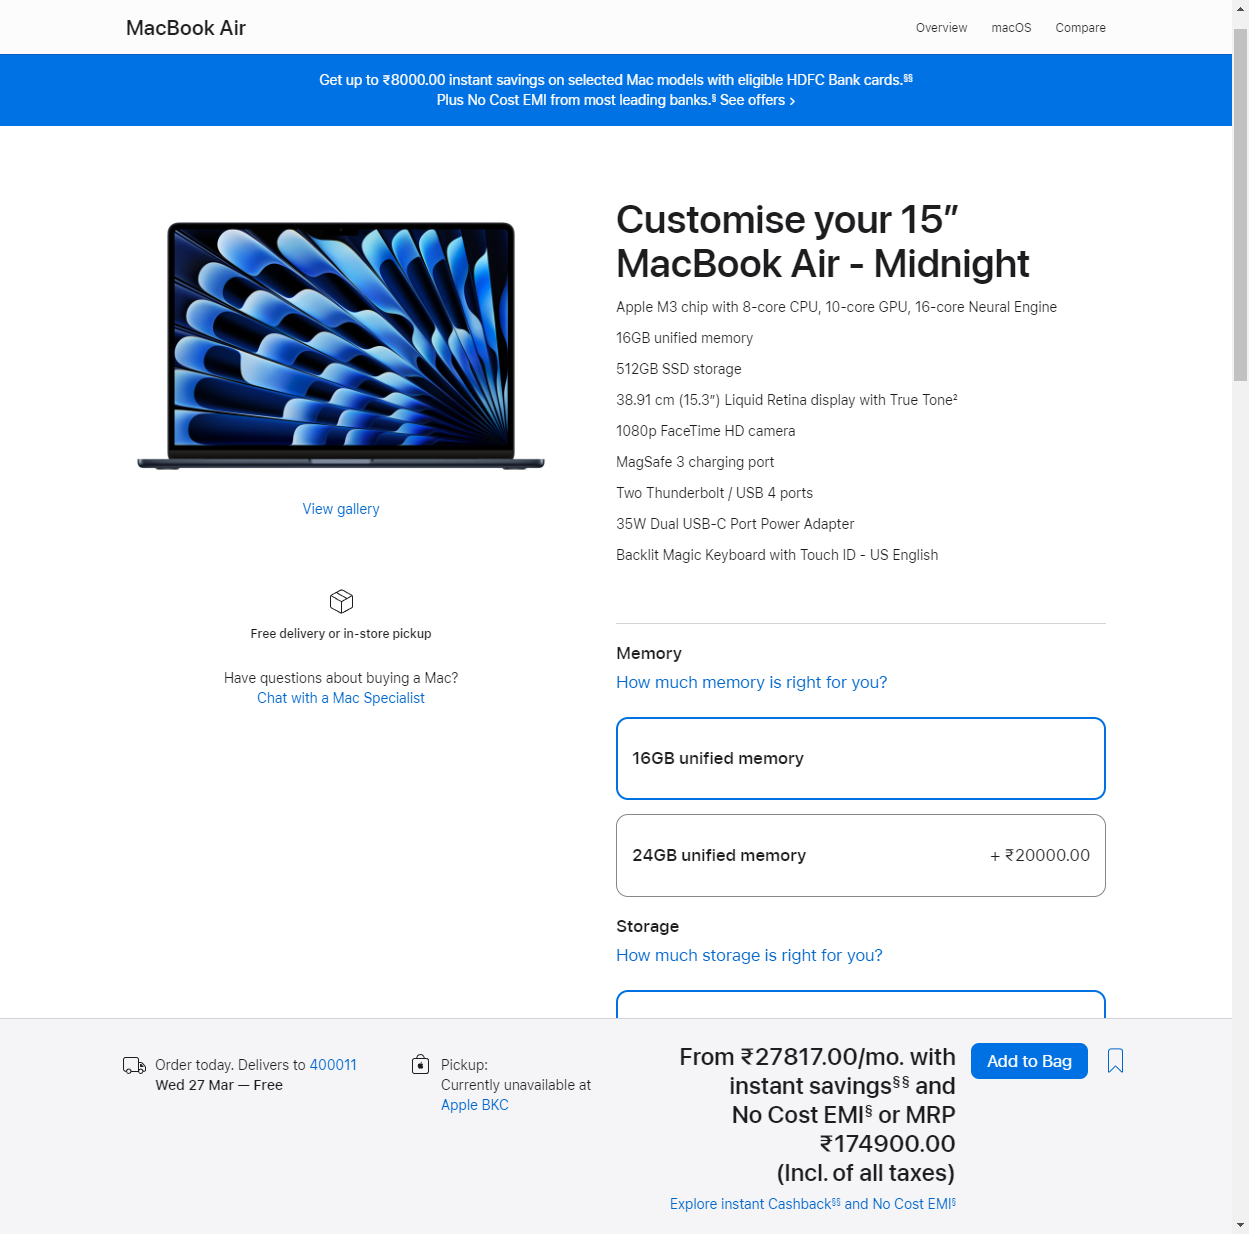 MacBook Air
Overview macOS Compare
Get up to ₹8000.00 instant savings on selected Mac models with eligible HDFC Bank cards.§§
Plus No Cost EMI from most leading banks.§ See offers ›
Customise your 15”
MacBook Air - Midnight
Apple M3 chip with 8-core CPU, 10-core GPU, 16-core Neural Engine
16GB unified memory
512GB SSD storage
38.91 cm (15.3”) Liquid Retina display with True Tone²
1080p FaceTime HD camera
MagSafe 3 charging port
Two Thunderbolt / USB 4 ports
35W Dual USB-C Port Power Adapter
Backlit Magic Keyboard with Touch ID - US English
View gallery
Free delivery or in-store pickup
Have questions about buying a Mac?
Chat with a Mac Specialist
Memory
How much memory is right for you?
16GB unified memory
24GB unified memory + ₹20000.00
Storage
How much storage is right for you?
Order today. Delivers to 400011
Wed 27 Mar — Free
Pickup:
Currently unavailable at
Apple BKC
From ₹27817.00/mo. with
instant savings§§ and
No Cost EMI§ or MRP
₹174900.00
(Incl. of all taxes)
Explore instant Cashback§§ and No Cost EMI§
Add to Bag